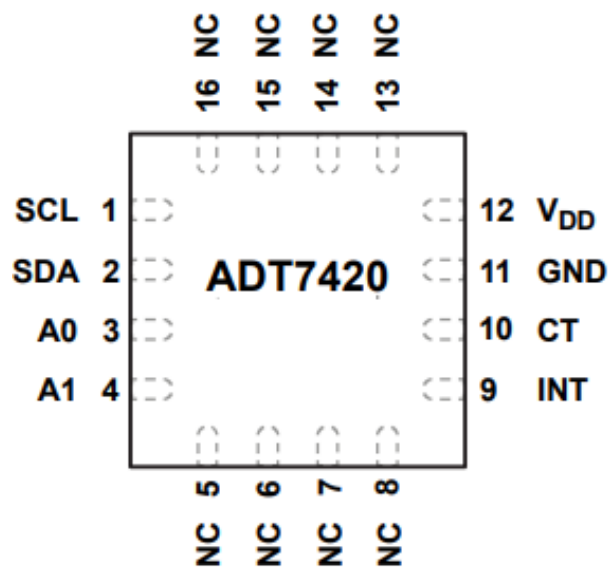 NC NC NC NC
16 15 14 13
SCL 1 12 VDD
SDA 2 ADT7420 11 GND
A0 3 10 CT
A1 4 9 INT
5 6 7 8
NC NC NC NC